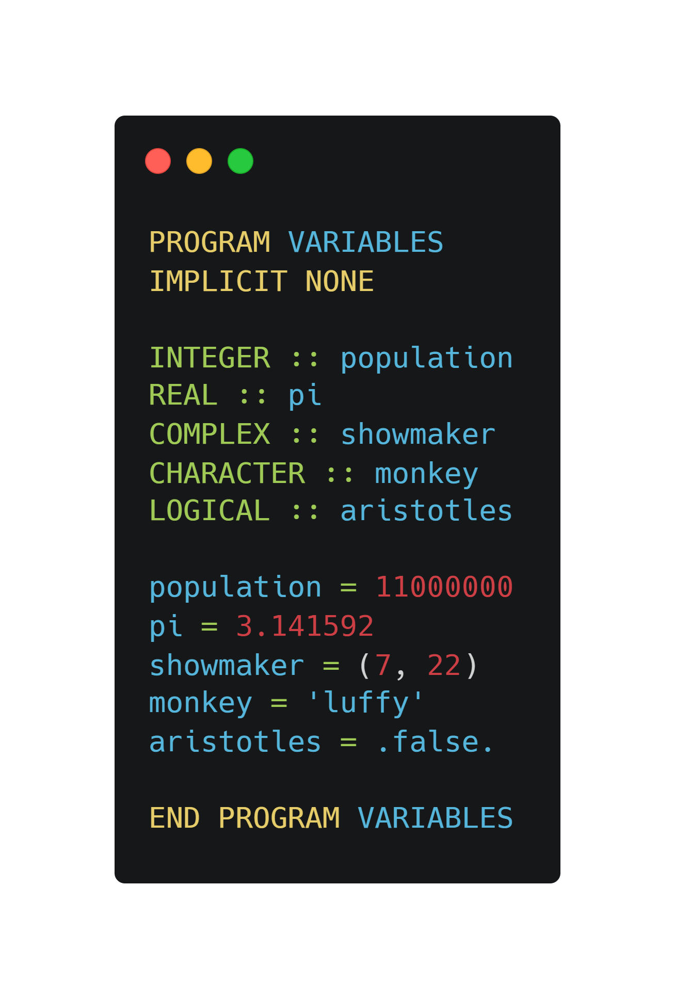 PROGRAM VARIABLES
IMPLICIT NONE
INTEGER :: population
REAL :: pi
COMPLEX :: showmaker
CHARACTER :: monkey
LOGICAL :: aristotles
population = 11000000
pi = 3.141592
showmaker = (7, 22)
monkey = 'luffy'
aristotles = .false.
END PROGRAM VARIABLES